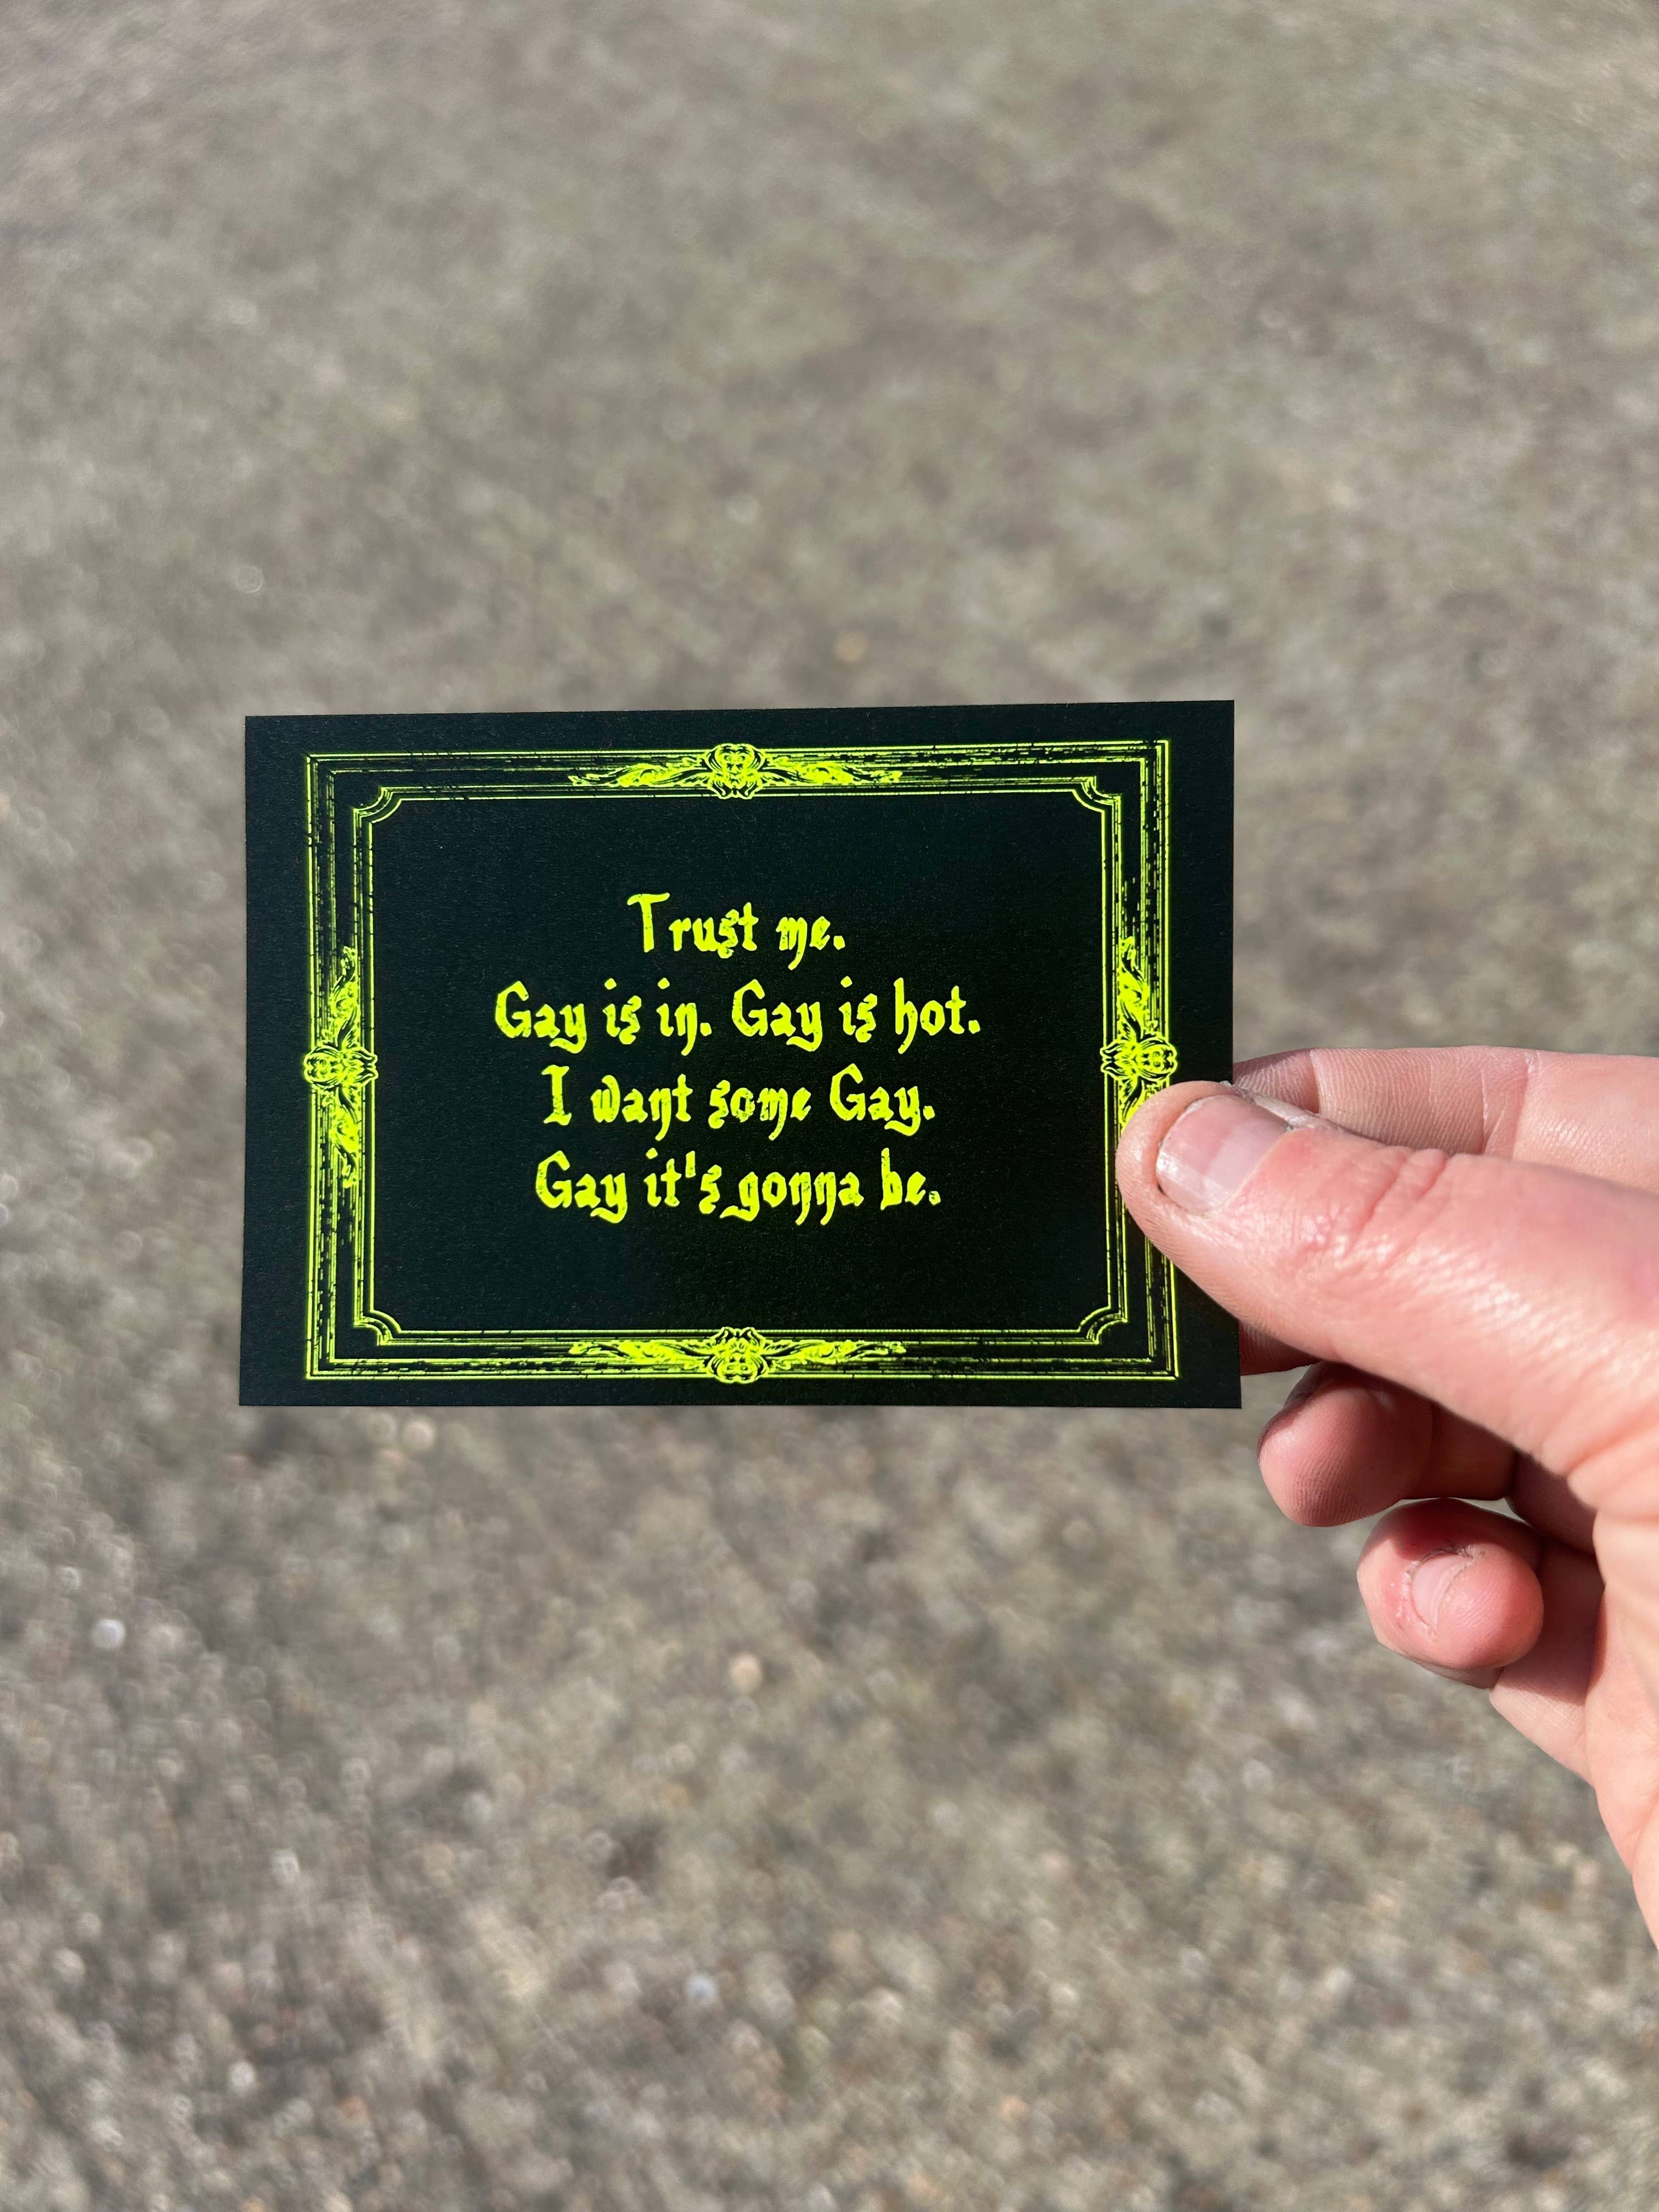 Trust me.
Gay is in. Gay is hot.
I want some Gay.
Gay it's gonna be.